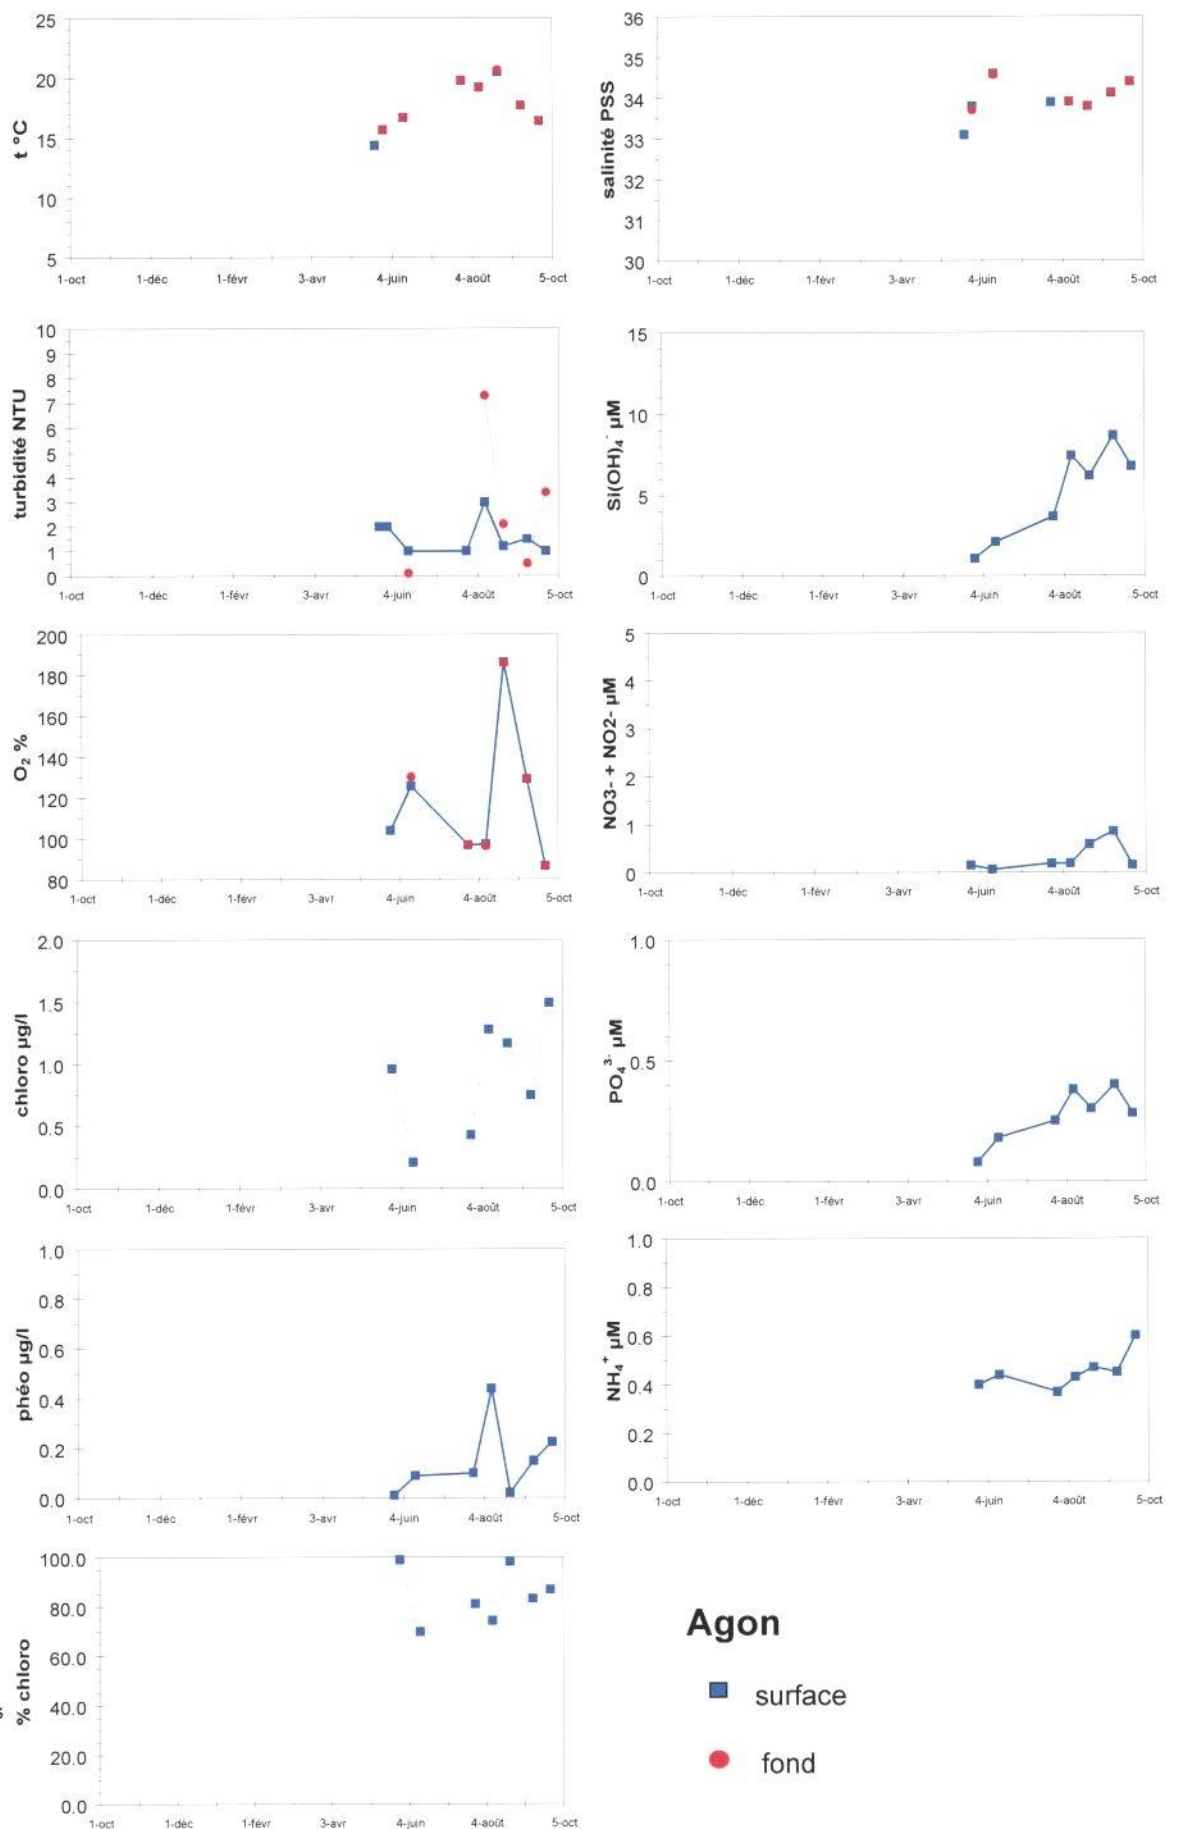 t °C
25
20
15
10
5
1-oct 1-déc 1-févr 3-avr 4-juin 4-août 5-oct
salinité PSS
36
35
34
33
32
31
30
1-oct 1-déc 1-févr 3-avr 4-juin 4-août 5-oct
turbidité NTU
10
9
8
7
6
5
4
3
2
1
0
1-oct 1-déc 1-févr 3-avr 4-juin 4-août 5-oct
Si(OH)4- µM
15
10
5
0
1-oct 1-déc 1-févr 3-avr 4-juin 4-août 5-oct
O2 %
200
180
160
140
120
100
80
1-oct 1-déc 1-févr 3-avr 4-juin 4-août 5-oct
NO3- + NO2- µM
5
4
3
2
1
0
1-oct 1-déc 1-févr 3-avr 4-juin 4-août 5-oct
chloro µg/l
2.0
1.5
1.0
0.5
0.0
1-oct 1-déc 1-févr 3-avr 4-juin 4-août 5-oct
PO43- µM
1.0
0.5
0.0
1-oct 1-déc 1-févr 3-avr 4-juin 4-août 5-oct
phéo µg/l
1.0
0.8
0.6
0.4
0.2
0.0
1-oct 1-déc 1-févr 3-avr 4-juin 4-août 5-oct
NH4+ µM
1.0
0.8
0.6
0.4
0.2
0.0
1-oct 1-déc 1-févr 3-avr 4-juin 4-août 5-oct
% chloro
100.0
80.0
60.0
40.0
20.0
0.0
1-oct 1-déc 1-févr 3-avr 4-juin 4-août 5-oct
Agon
surface
fond